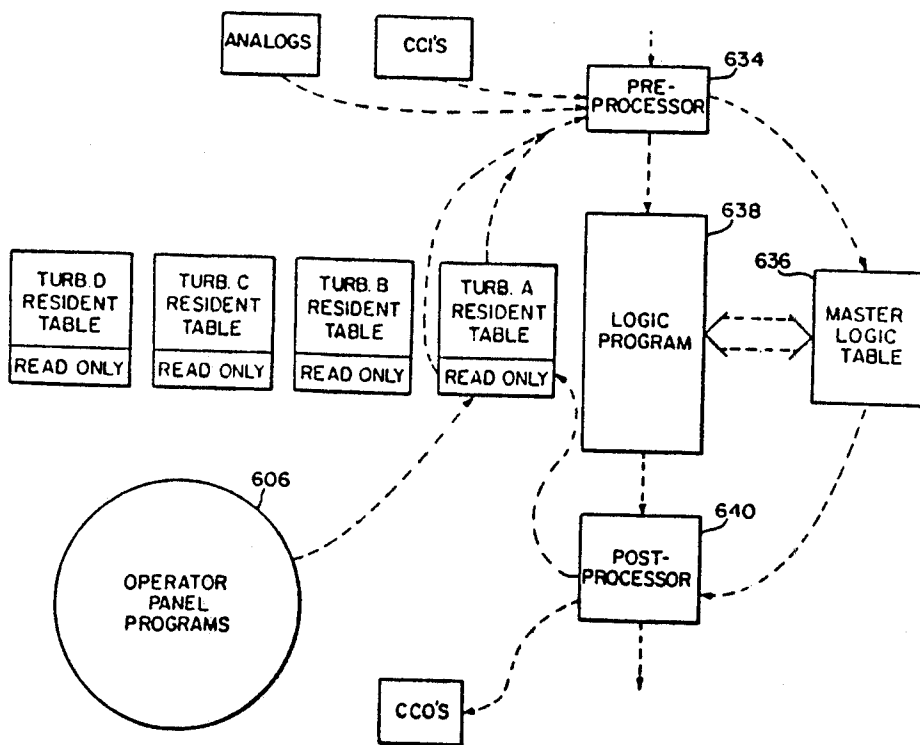 ANALOGS
CCI'S
634
PRE-
PROCESSOR
638
636
TURB. D
RESIDENT
TABLE
READ ONLY
TURB. C
RESIDENT
TABLE
READ ONLY
TURB. B
RESIDENT
TABLE
READ ONLY
TURB. A
RESIDENT
TABLE
READ ONLY
LOGIC
PROGRAM
MASTER
LOGIC
TABLE
606
OPERATOR
PANEL
PROGRAMS
640
POST-
PROCESSOR
CCO'S